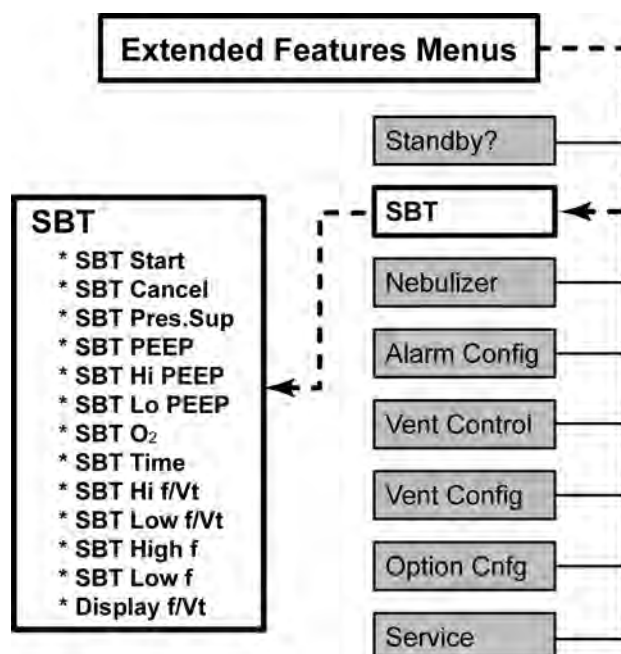 Extended Features Menus
Standby?
SBT
Nebulizer
Alarm Config
Vent Control
Vent Config
Option Cnfg
Service
SBT
* SBT Start
* SBT Cancel
* SBT Pres.Sup
* SBT PEEP
* SBT Hi PEEP
* SBT Lo PEEP
* SBT O₂
* SBT Time
* SBT Hi f/Vt
* SBT Low f/Vt
* SBT High f
* SBT Low f
* Display f/Vt